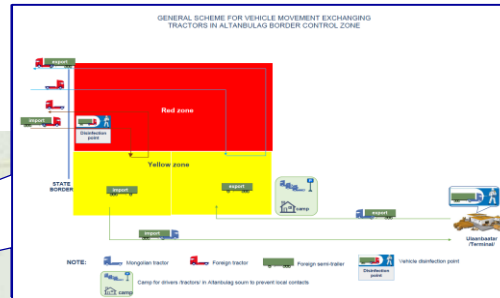 GENERAL SCHEME FOR VEHICLE MOVEMENT EXCHANGING
TRACTORS IN ALTANBULAG BORDER CONTROL ZONE
export
Red zone
import
Disinfection
point
Yellow zone
STATE
BORDER
import
export
camp
export
import
Ulaanbaatar
/Terminal/
NOTE:
Mongolian tractor
Foreign tractor
Foreign semi-trailer
Vehicle disinfection point
Disinfection
point
camp
Camp for drivers /tractors/ in Altanbulag soum to prevent local contacts